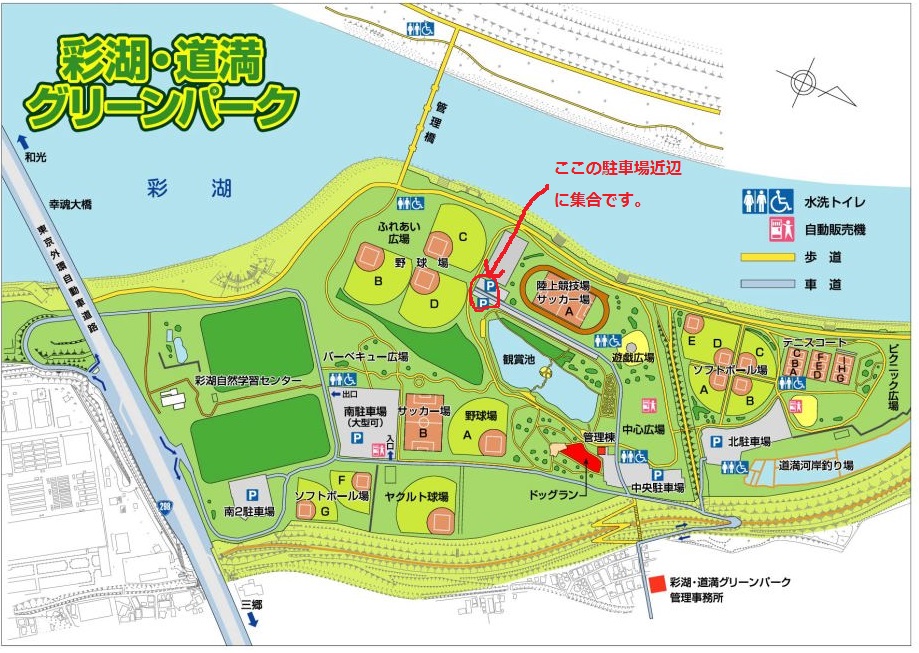 彩湖・道満
グリーンパーク
和光
彩 湖
幸魂大橋
東京外環自動車道路
管理橋
ここの駐車場近辺
に集合です。
水洗トイレ
自動販売機
歩 道
車 道
ふれあい
広場
野球場
C
B
D
P
P
陸上競技場
サッカー場
A
観賞池
遊戯広場
バーベキュー広場
彩湖自然学習センター
出口
南駐車場
(大型可)
P
入口
サッカー場
B
野球場
A
管理棟
中心広場
ドッグラン
P
中央駐車場
E
D
C
ソフトボール場
A
B
テニスコート
C
B
A
F
E
D
I
H
G
ピクニック広場
P 北駐車場
道満河岸釣り場
P
南2駐車場
F
ソフトボール場
G
ヤクルト球場
298
三郷
彩湖・道満グリーンパーク
管理事務所